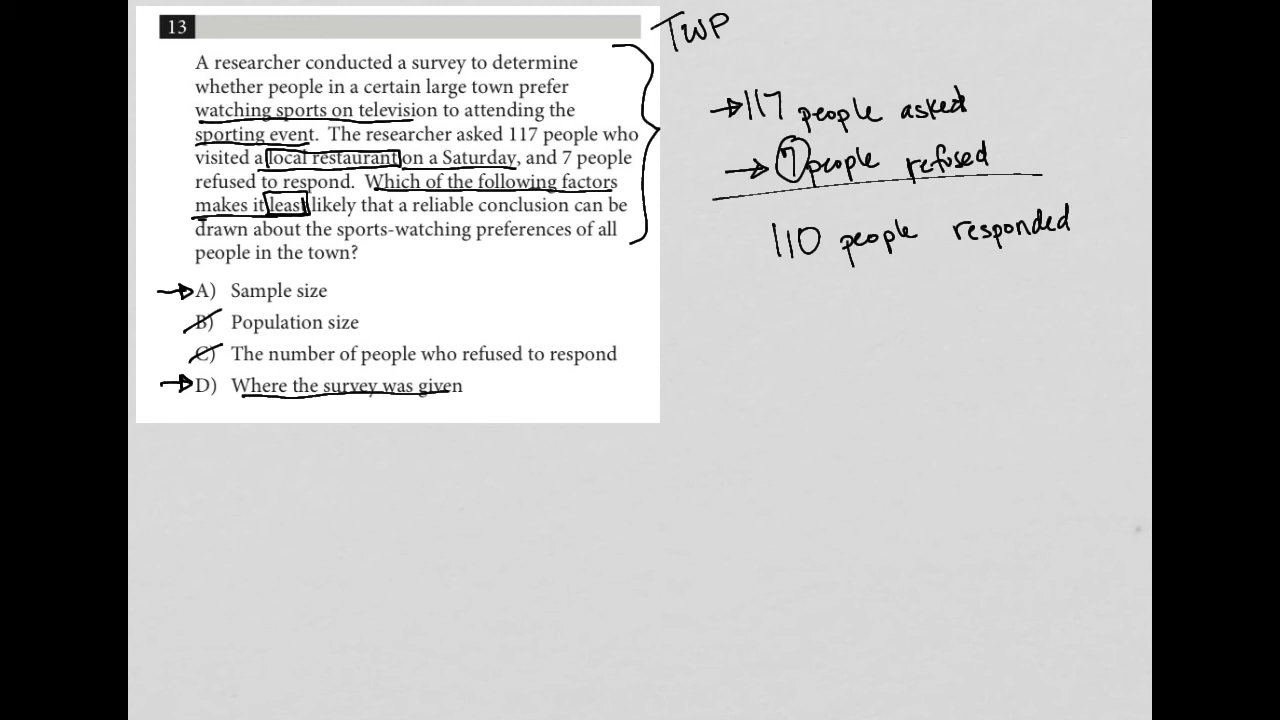 13
TWP
A researcher conducted a survey to determine
whether people in a certain large town prefer
watching sports on television to attending the
sporting event. The researcher asked 117 people who
visited a local restaurant on a Saturday, and 7 people
refused to respond. Which of the following factors
makes it least likely that a reliable conclusion can be
drawn about the sports-watching preferences of all
people in the town?
A) Sample size
B) Population size
C) The number of people who refused to respond
D) Where the survey was given
117 people asked
7 people refused
110 people responded